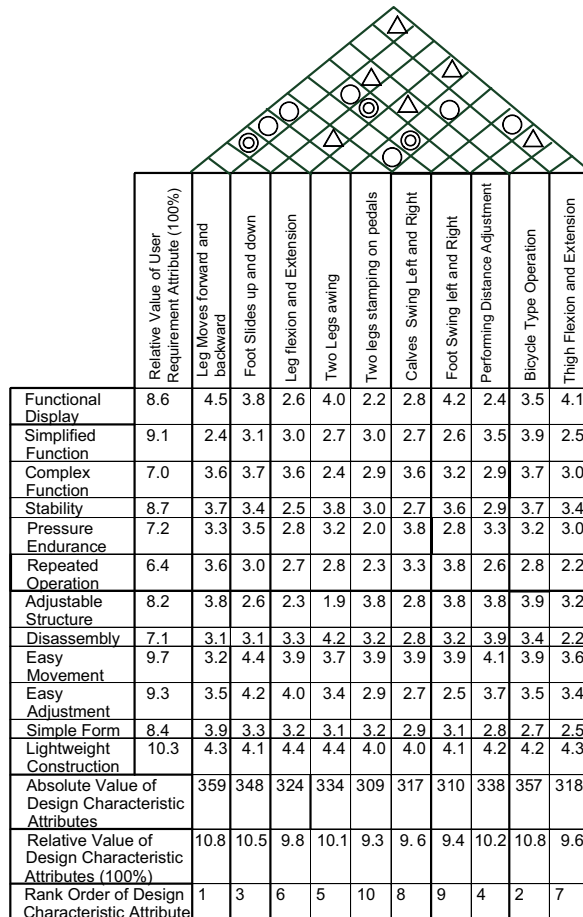 Relative Value of User
Requirement Attribute (100%)
Leg Moves forward and
backward
Foot Slides up and down
Leg flexion and Extension
Two Legs awing
Two legs stamping on pedals
Calves Swing Left and Right
Foot Swing left and Right
Performing Distance Adjustment
Bicycle Type Operation
Thigh Flexion and Extension
Functional
Display
8.6 4.5 3.8 2.6 4.0 2.2 2.8 4.2 2.4 3.5 4.1
Simplified
Function
9.1 2.4 3.1 3.0 2.7 3.0 2.7 2.6 3.5 3.9 2.5
Complex
Function
7.0 3.6 3.7 3.6 2.4 2.9 3.6 3.2 2.9 3.7 3.0
Stability 8.7 3.7 3.4 2.5 3.8 3.0 2.7 3.6 2.9 3.7 3.4
Pressure
Endurance
7.2 3.3 3.5 2.8 3.2 2.0 3.8 2.8 3.3 3.2 3.0
Repeated
Operation
6.4 3.6 3.0 2.7 2.8 2.3 3.3 3.8 2.6 2.8 2.2
Adjustable
Structure
8.2 3.8 2.6 2.3 1.9 3.8 2.8 3.8 3.8 3.9 3.2
Disassembly 7.1 3.1 3.1 3.3 4.2 3.2 2.8 3.2 3.9 3.4 2.2
Easy
Movement
9.7 3.2 4.4 3.9 3.7 3.9 3.9 3.9 4.1 3.9 3.6
Easy
Adjustment
9.3 3.5 4.2 4.0 3.4 2.9 2.7 2.5 3.7 3.5 3.4
Simple Form 8.4 3.9 3.3 3.2 3.1 3.2 2.9 3.1 2.8 2.7 2.5
Lightweight
Construction
10.3 4.3 4.1 4.4 4.4 4.0 4.0 4.1 4.2 4.2 4.3
Absolute Value of
Design Characteristic
Attributes
359 348 324 334 309 317 310 338 357 318
Relative Value of
Design Characteristic
Attributes (100%)
10.8 10.5 9.8 10.1 9.3 9. 6 9.4 10.2 10.8 9.6
Rank Order of Design
Characteristic Attribute
1 3 6 5 10 8 9 4 2 7